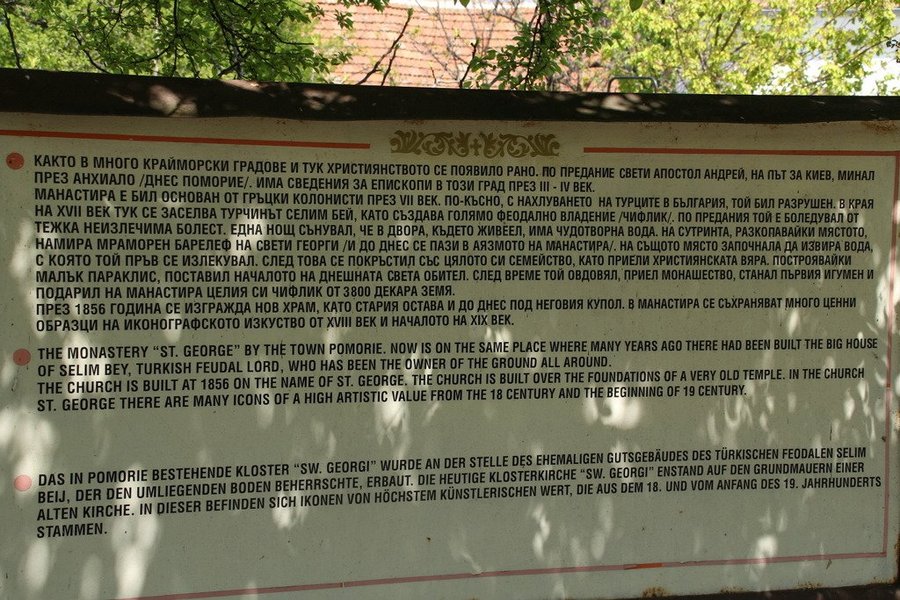 КАКТО В МНОГО КРАЙМОРСКИ ГРАДОВЕ И ТУК ХРИСТИЯНСТВОТО СЕ ПОЯВИЛО РАНО. ПО ПРЕДАНИЕ СВЕТИ АПОСТОЛ АНДРЕЙ, НА ПЪТ ЗА КИЕВ, МИНАЛ
ПРЕЗ АНХИАЛО /ДНЕС ПОМОРИЕ/. ИМА СВЕДЕНИЯ ЗА ЕПИСКОПИ В ТОЗИ ГРАД ПРЕЗ III - IV ВЕК.
МАНАСТИРА Е БИЛ ОСНОВАН ОТ ГРЪЦКИ КОЛОНИСТИ ПРЕЗ VII ВЕК. ПО-КЪСНО, С НАХЛУВАНЕТО НА ТУРЦИТЕ В БЪЛГАРИЯ, ТОЙ БИЛ РАЗРУШЕН. В КРАЯ
НА XVII ВЕК ТУК СЕ ЗАСЕЛВА ТУРЧИНЪТ СЕЛИМ БЕЙ, КАТО СЪЗДАВА ГОЛЯМО ФЕОДАЛНО ВЛАДЕНИЕ /ЧИФЛИК/. ПО ПРЕДАНИЯ ТОЙ Е БОЛЕДУВАЛ ОТ
ТЕЖКА НЕИЗЛЕЧИМА БОЛЕСТ. ЕДНА НОЩ СЪНУВАЛ, ЧЕ В ДВОРА, КЪДЕТО ЖИВЕЕЛ, ИМА ЧУДОТВОРНА ВОДА. НА СУТРИНТА, РАЗКОПАВАЙКИ МЯСТОТО,
НАМИРА МРАМОРЕН БАРЕЛЕФ НА СВЕТИ ГЕОРГИ /И ДО ДНЕС СЕ ПАЗИ В АЯЗМОТО НА МАНАСТИРА/. НА СЪЩОТО МЯСТО ЗАПОЧНАЛА ДА ИЗВИРА ВОДА,
С КОЯТО ТОЙ ПРЪВ СЕ ИЗЛЕКУВАЛ. СЛЕД ТОВА СЕ ПОКРЪСТИЛ СЪС ЦЯЛОТО СИ СЕМЕЙСТВО, КАТО ПРИЕЛИ ХРИСТИЯНСКАТА ВЯРА. ПОСТРОЯВАЙКИ
МАЛЪК ПАРАКЛИС, ПОСТАВИЛ НАЧАЛОТО НА ДНЕШНАТА СВЕТА ОБИТЕЛ. СЛЕД ВРЕМЕ ТОЙ ОВДОВЯЛ, ПРИЕЛ МОНАШЕСТВО, СТАНАЛ ПЪРВИЯ ИГУМЕН И
ПОДАРИЛ НА МАНАСТИРА ЦЕЛИЯ СИ ЧИФЛИК ОТ 3800 ДЕКАРА ЗЕМЯ.
ПРЕЗ 1856 ГОДИНА СЕ ИЗГРАЖДА НОВ ХРАМ, КАТО СТАРИЯ ОСТАВА И ДО ДНЕС ПОД НЕГОВИЯ КУПОЛ. В МАНАСТИРА СЕ СЪХРАНЯВАТ МНОГО ЦЕННИ
ОБРАЗЦИ НА ИКОНОГРАФСКОТО ИЗКУСТВО ОТ XVIII ВЕК И НАЧАЛОТО НА XIX ВЕК.
THE MONASTERY "ST. GEORGE" BY THE TOWN POMORIE. NOW IS ON THE SAME PLACE WHERE MANY YEARS AGO THERE HAD BEEN BUILT THE BIG HOUSE
OF SELIM BEY, TURKISH FEUDAL LORD, WHO HAS BEEN THE OWNER OF THE GROUND ALL AROUND.
THE CHURCH IS BUILT AT 1856 ON THE NAME OF ST. GEORGE. THE CHURCH IS BUILT OVER THE FOUNDATIONS OF A VERY OLD TEMPLE. IN THE CHURCH
ST. GEORGE THERE ARE MANY ICONS OF A HIGH ARTISTIC VALUE FROM THE 18 CENTURY AND THE BEGINNING OF 19 CENTURY.
DAS IN POMORIE BESTEHENDE KLOSTER "SW. GEORGI" WURDE AN DER STELLE DES EHEMALIGEN GUTSGEBÄUDES DES TÜRKISCHEN FEODALEN SELIM
BEIJ, DER DEN UMLIEGENDEN BODEN BEHERRSCHTE, ERBAUT. DIE HEUTIGE KLOSTERKIRCHE "SW. GEORGI" ENSTAND AUF DEN GRUNDMAUERN EINER
ALTEN KIRCHE. IN DIESER BEFINDEN SICH IKONEN VON HÖCHSTEM KÜNSTLERISCHEN WERT, DIE AUS DEM 18. UND VOM ANFANG DES 19. JAHRHUNDERTS
STAMMEN.